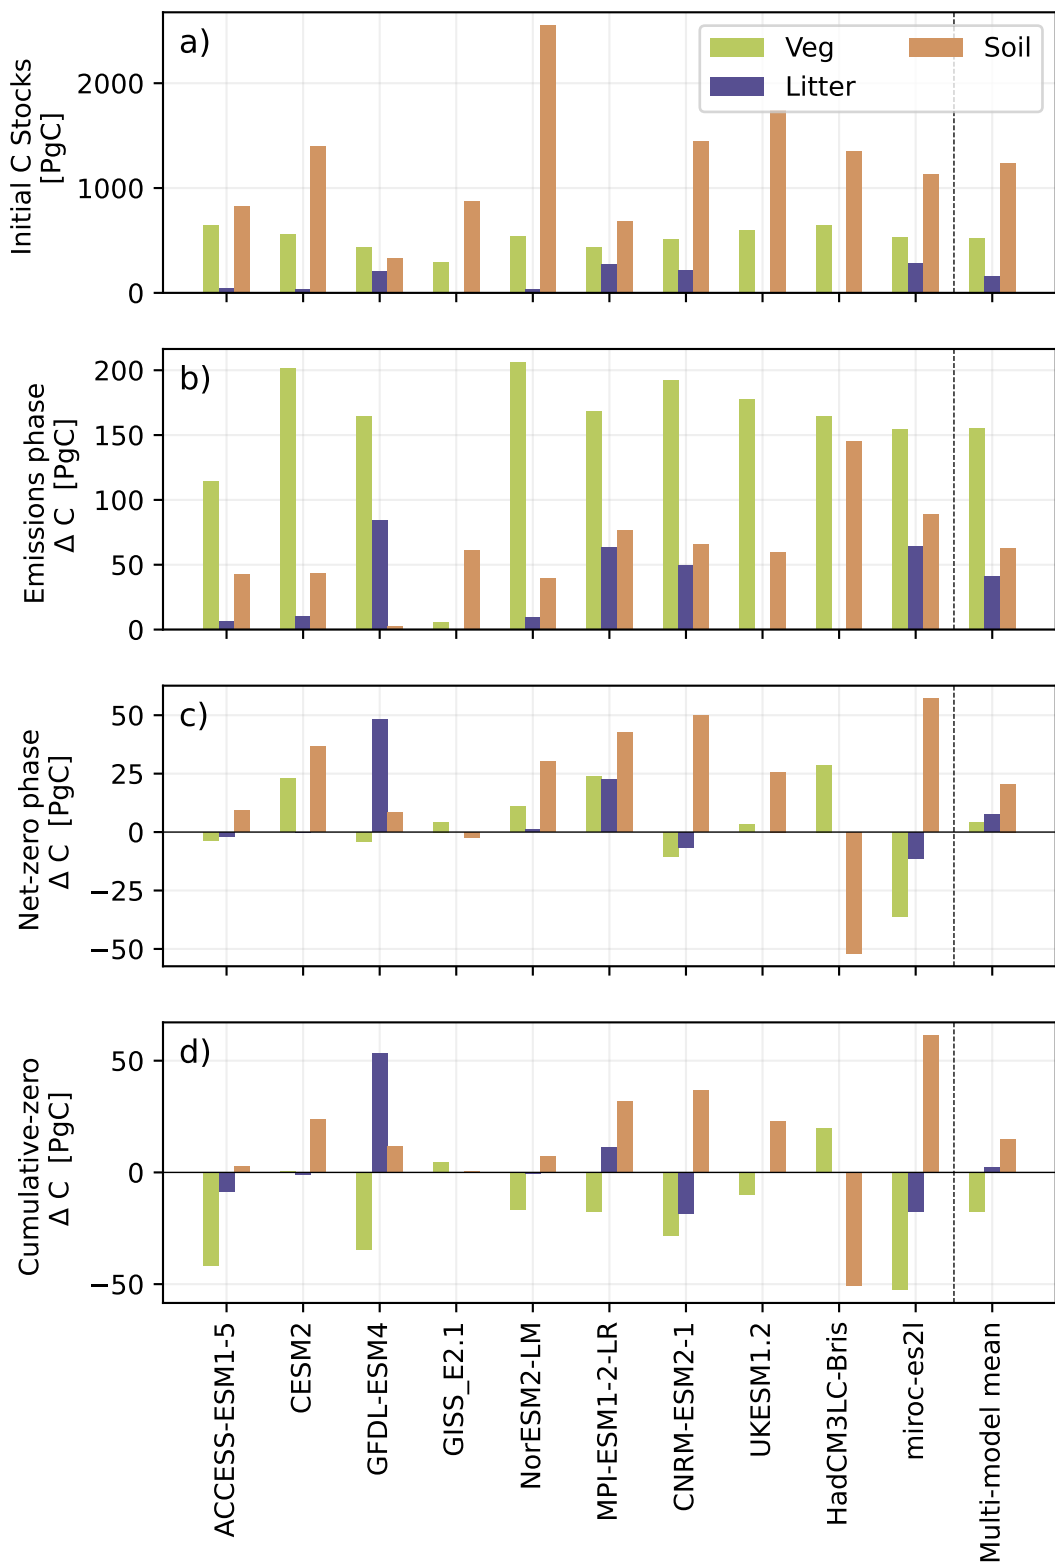 a)
Veg
Litter
Soil
Initial C Stocks
[PgC]
2000
1000
0
b)
Emissions phase
Δ C [PgC]
200
150
100
50
0
c)
Net-zero phase
Δ C [PgC]
50
25
0
−25
−50
d)
Cumulative-zero
Δ C [PgC]
50
0
−50
ACCESS-ESM1-5
CESM2
GFDL-ESM4
GISS_E2.1
NorESM2-LM
MPI-ESM1-2-LR
CNRM-ESM2-1
UKESM1.2
HadCM3LC-Bris
miroc-es2l
Multi-model mean